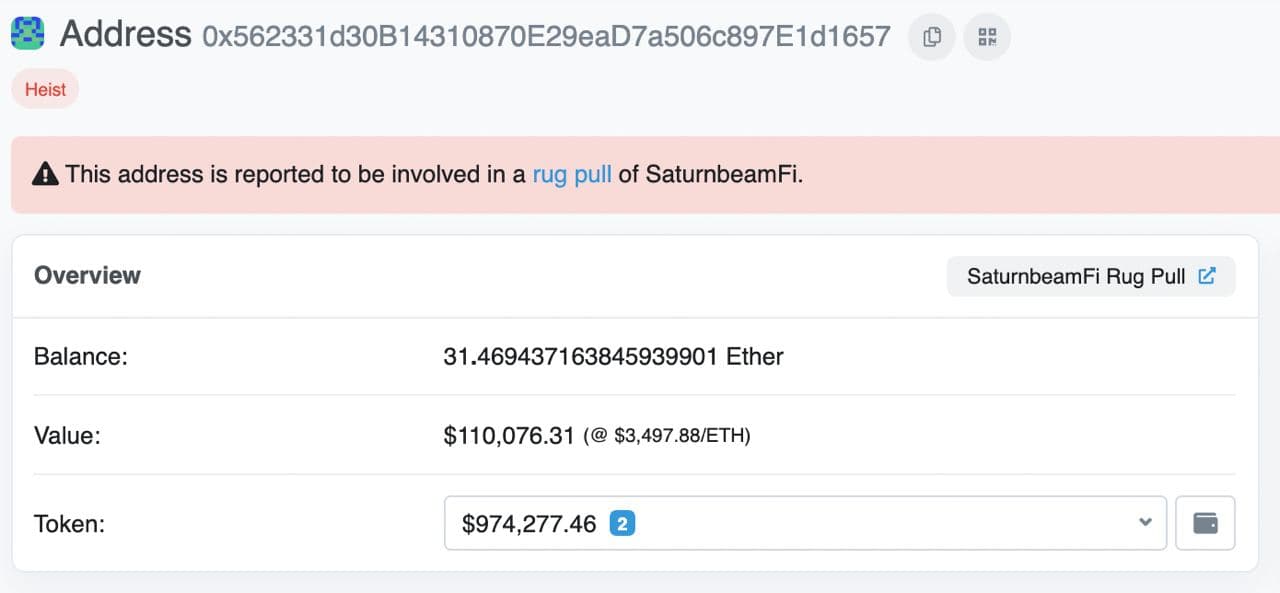 Address 0x562331d30B14310870E29eaD7a506c897E1d1657
Heist
This address is reported to be involved in a rug pull of SaturnbeamFi.
Overview SaturnbeamFi Rug Pull
Balance: 31.469437163845939901 Ether
Value: $110,076.31 (@ $3,497.88/ETH)
Token: $974,277.46 2